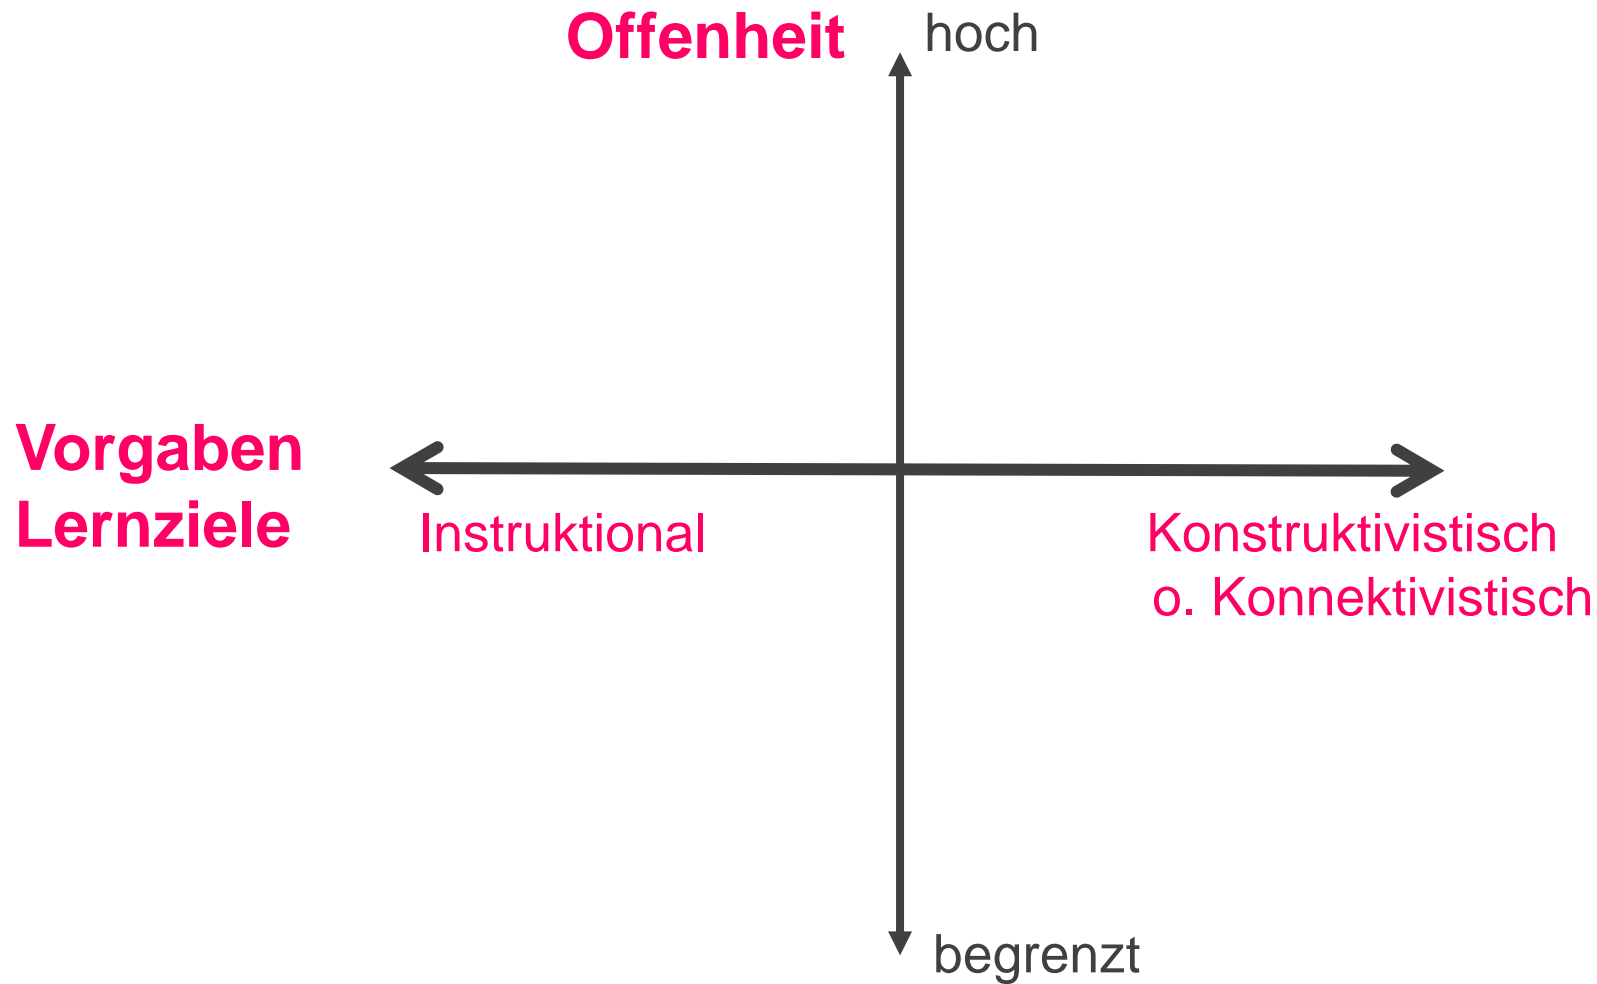 Offenheit
hoch
Vorgaben
Lernziele
Instruktional
Konstruktivistisch
o. Konnektivistisch
begrenzt